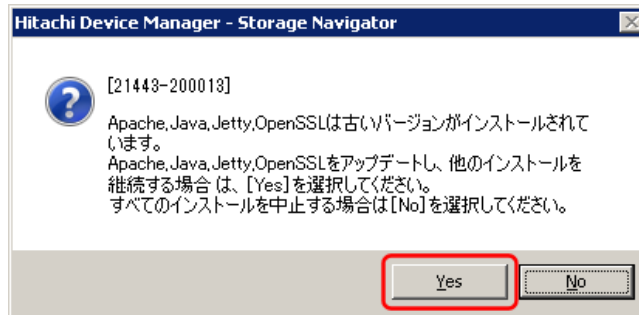 Hitachi Device Manager - Storage Navigator
[21443-200013]
Apache,Java,Jetty,OpenSSLは古いバージョンがインストールされて
います。
Apache,Java,Jetty,OpenSSLをアップデートし、他のインストールを
継続する場合 は、[Yes]を選択してください。
すべてのインストールを中止する場合は[No]を選択してください。
Yes
No